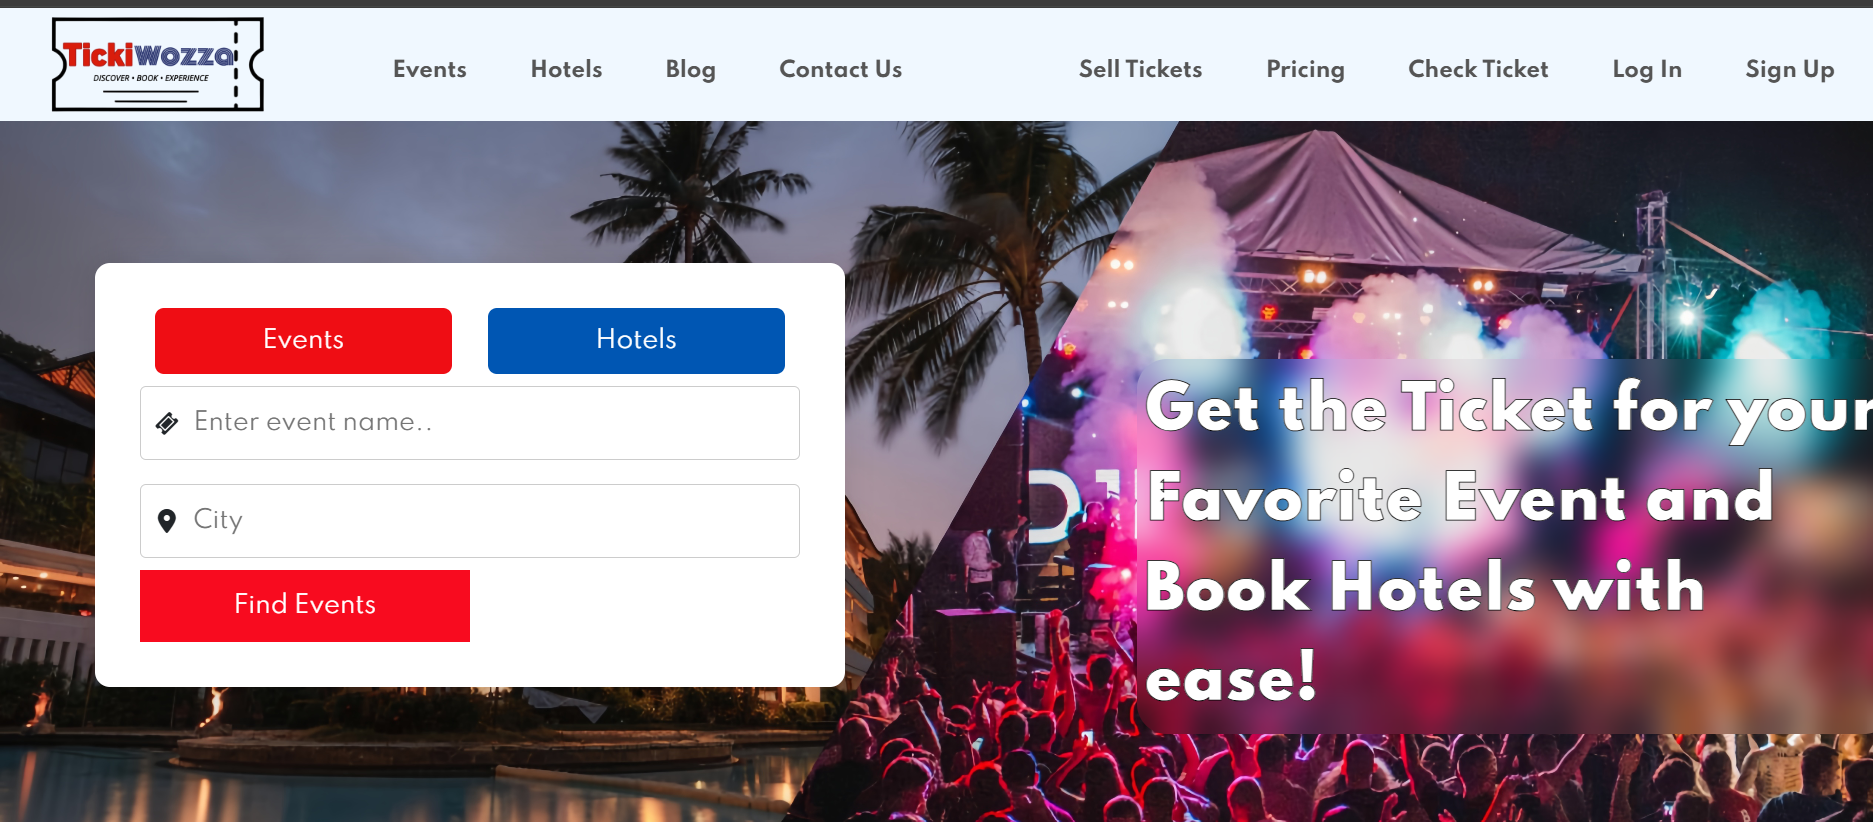 TickiWozza
DISCOVER • BOOK • EXPERIENCE
Events
Hotels
Blog
Contact Us
Sell Tickets
Pricing
Check Ticket
Log In
Sign Up
Events
Hotels
Enter event name..
City
Find Events
Get the Ticket for your
Favorite Event and
Book Hotels with
ease!